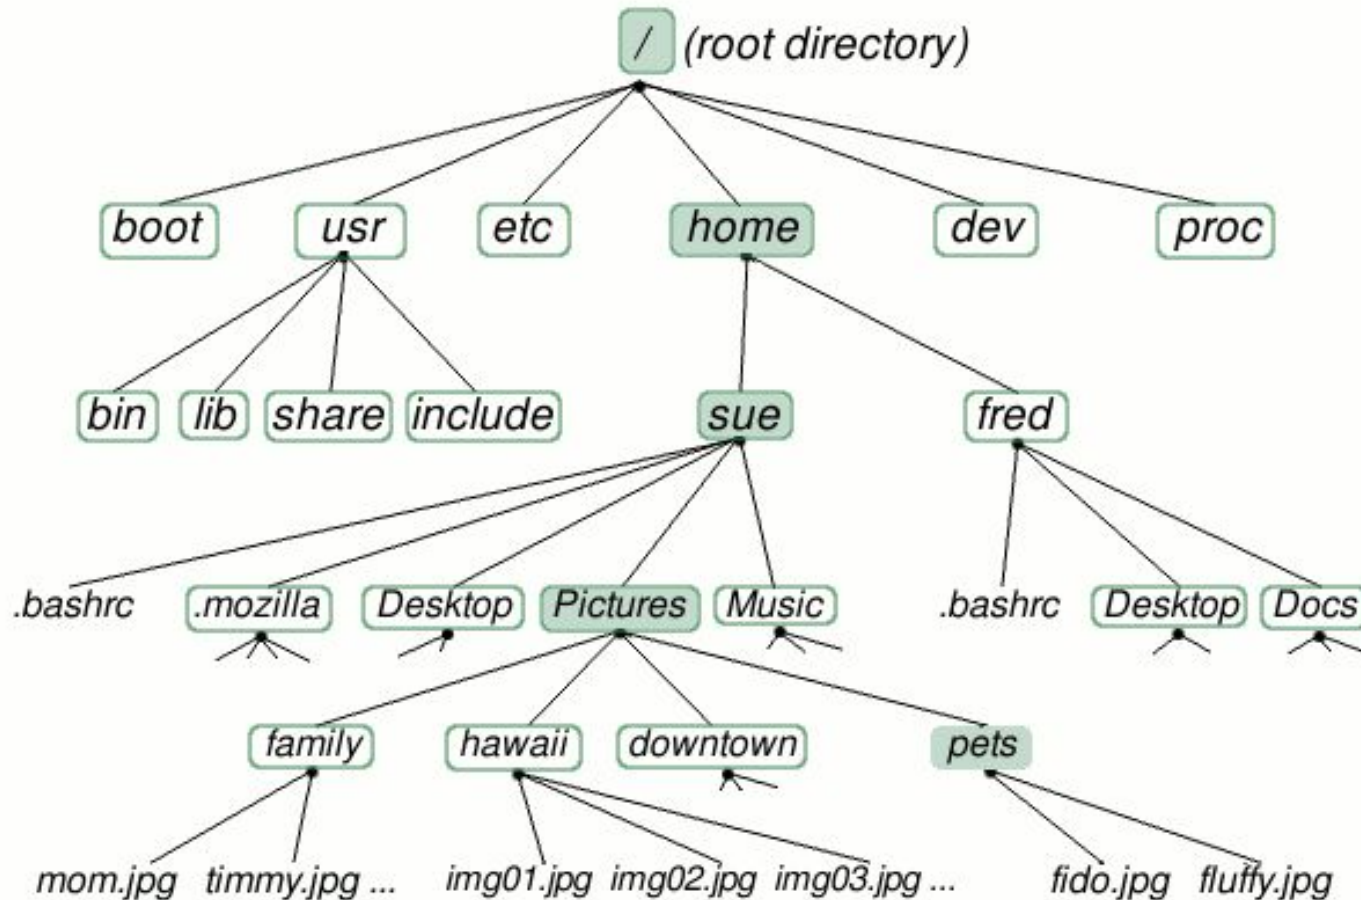 / (root directory)
boot usr etc home dev proc
bin lib share include sue fred
.bashrc .mozilla Desktop Pictures Music .bashrc Desktop Docs
family hawaii downtown pets
mom.jpg timmy.jpg ... img01.jpg img02.jpg img03.jpg ... fido.jpg fluffy.jpg